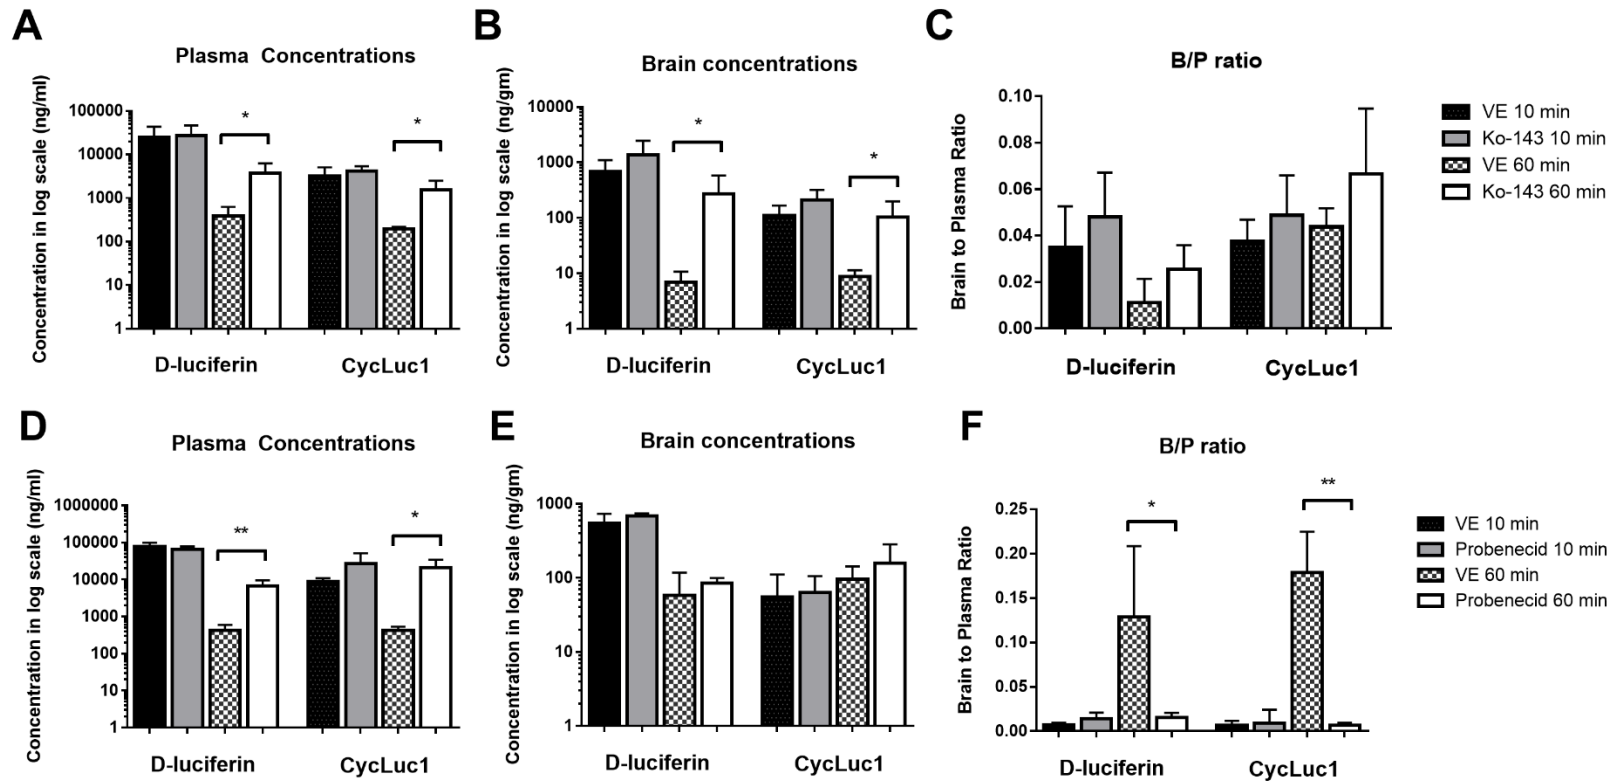 A
Plasma Concentrations
Concentration in log scale (ng/ml)
100000
10000
1000
100
10
1
*
*
D-luciferin
CycLuc1
B
Brain concentrations
Concentration in log scale (ng/gm)
10000
1000
100
10
1
*
*
D-luciferin
CycLuc1
C
B/P ratio
Brain to Plasma Ratio
0.10
0.08
0.06
0.04
0.02
0.00
D-luciferin
CycLuc1
VE 10 min
Ko-143 10 min
VE 60 min
Ko-143 60 min
D
Plasma Concentrations
Concentration in log scale (ng/ml)
1000000
100000
10000
1000
100
10
1
**
*
D-luciferin
CycLuc1
E
Brain concentrations
Concentration in log scale (ng/gm)
1000
100
10
1
D-luciferin
CycLuc1
F
B/P ratio
Brain to Plasma Ratio
0.25
0.20
0.15
0.10
0.05
0.00
*
**
D-luciferin
CycLuc1
VE 10 min
Probenecid 10 min
VE 60 min
Probenecid 60 min